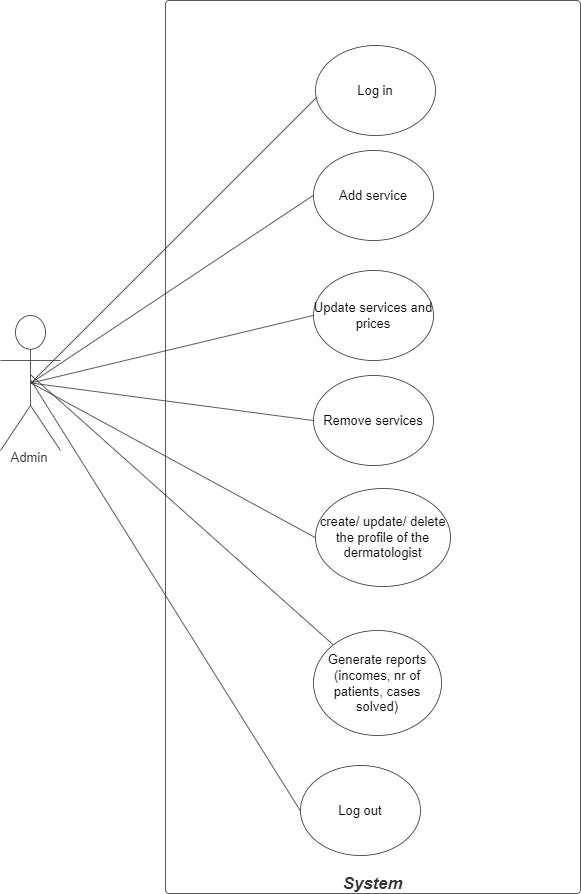 Log in
Add service
Update services and
prices
Remove services
Admin
create/ update/ delete
the profile of the
dermatologist
Generate reports
(incomes, nr of
patients, cases
solved)
Log out
System